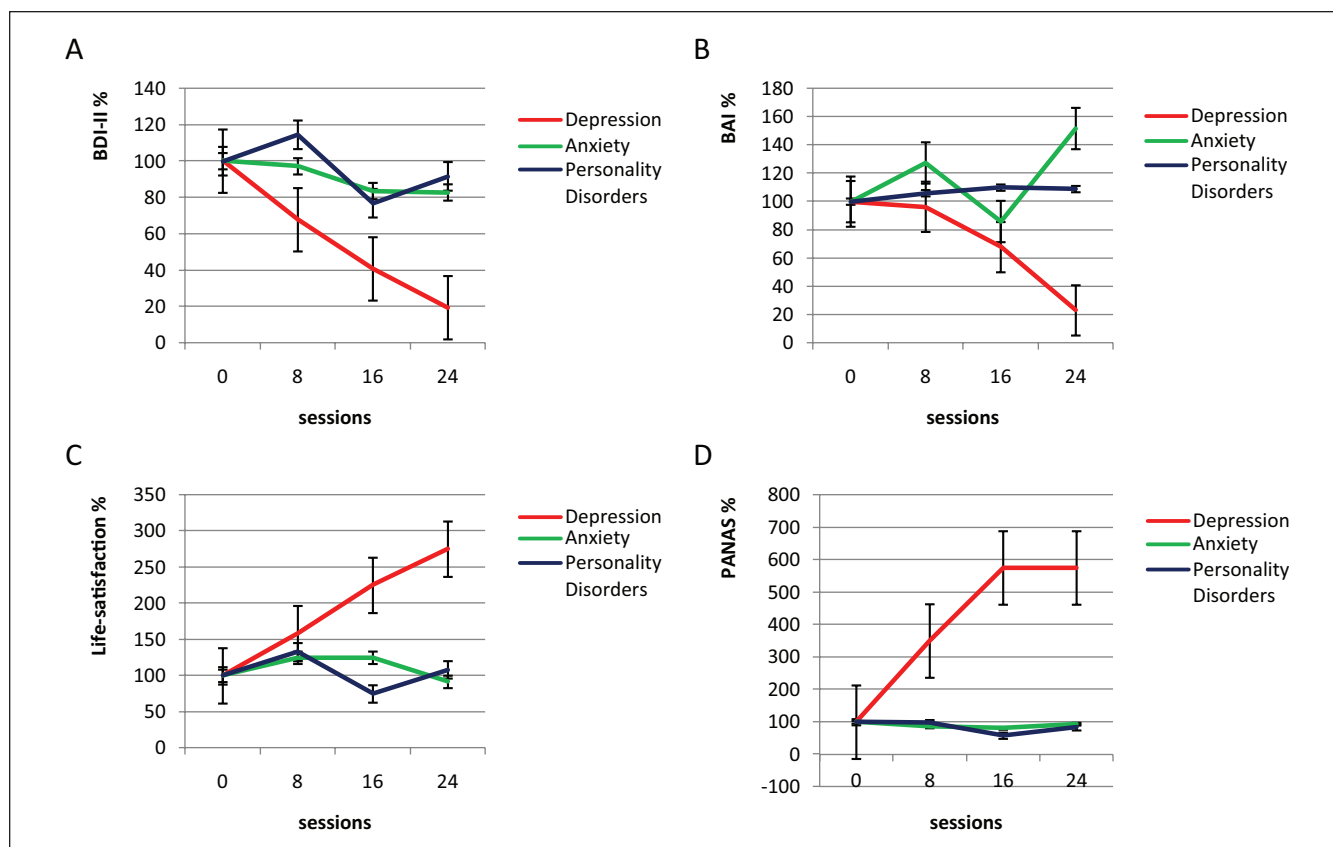 A
BDI-II %
140
120
100
80
60
40
20
0
0 8 16 24
sessions
Depression
Anxiety
Personality
Disorders
B
BAI %
180
160
140
120
100
80
60
40
20
0
0 8 16 24
sessions
Depression
Anxiety
Personality
Disorders
C
Life-satisfaction %
350
300
250
200
150
100
50
0
0 8 16 24
sessions
Depression
Anxiety
Personality
Disorders
D
PANAS %
800
700
600
500
400
300
200
100
0
-100
0 8 16 24
sessions
Depression
Anxiety
Personality
Disorders